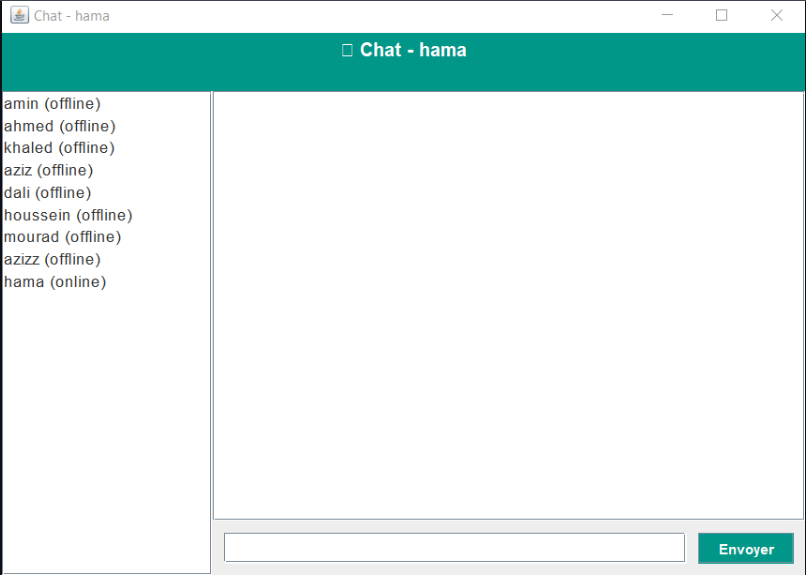 Chat - hama
Chat - hama
amin (offline)
ahmed (offline)
khaled (offline)
aziz (offline)
dali (offline)
houssein (offline)
mourad (offline)
azizz (offline)
hama (online)
Envoyer